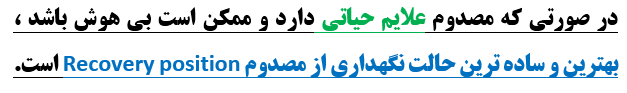 در صورتی که مصدوم علایم حیاتی دارد و ممکن است بی هوش باشد ،
بهترین و ساده ترین حالت نگهداری از مصدوم Recovery position است.